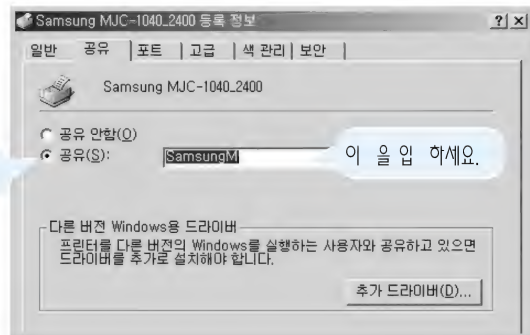 Samsung MJC-1040_2400 등록 정보
일반 공유 포트 고급 색 관리 보안
Samsung MJC-1040_2400
공유 안함(O)
공유(S): SamsungM 이 을 입 하세요.
다른 버전 Windows용 드라이버
프린터를 다른 버전의 Windows를 실행하는 사용자와 공유하고 있으면
드라이버를 추가로 설치해야 합니다.
추가 드라이버(D)...